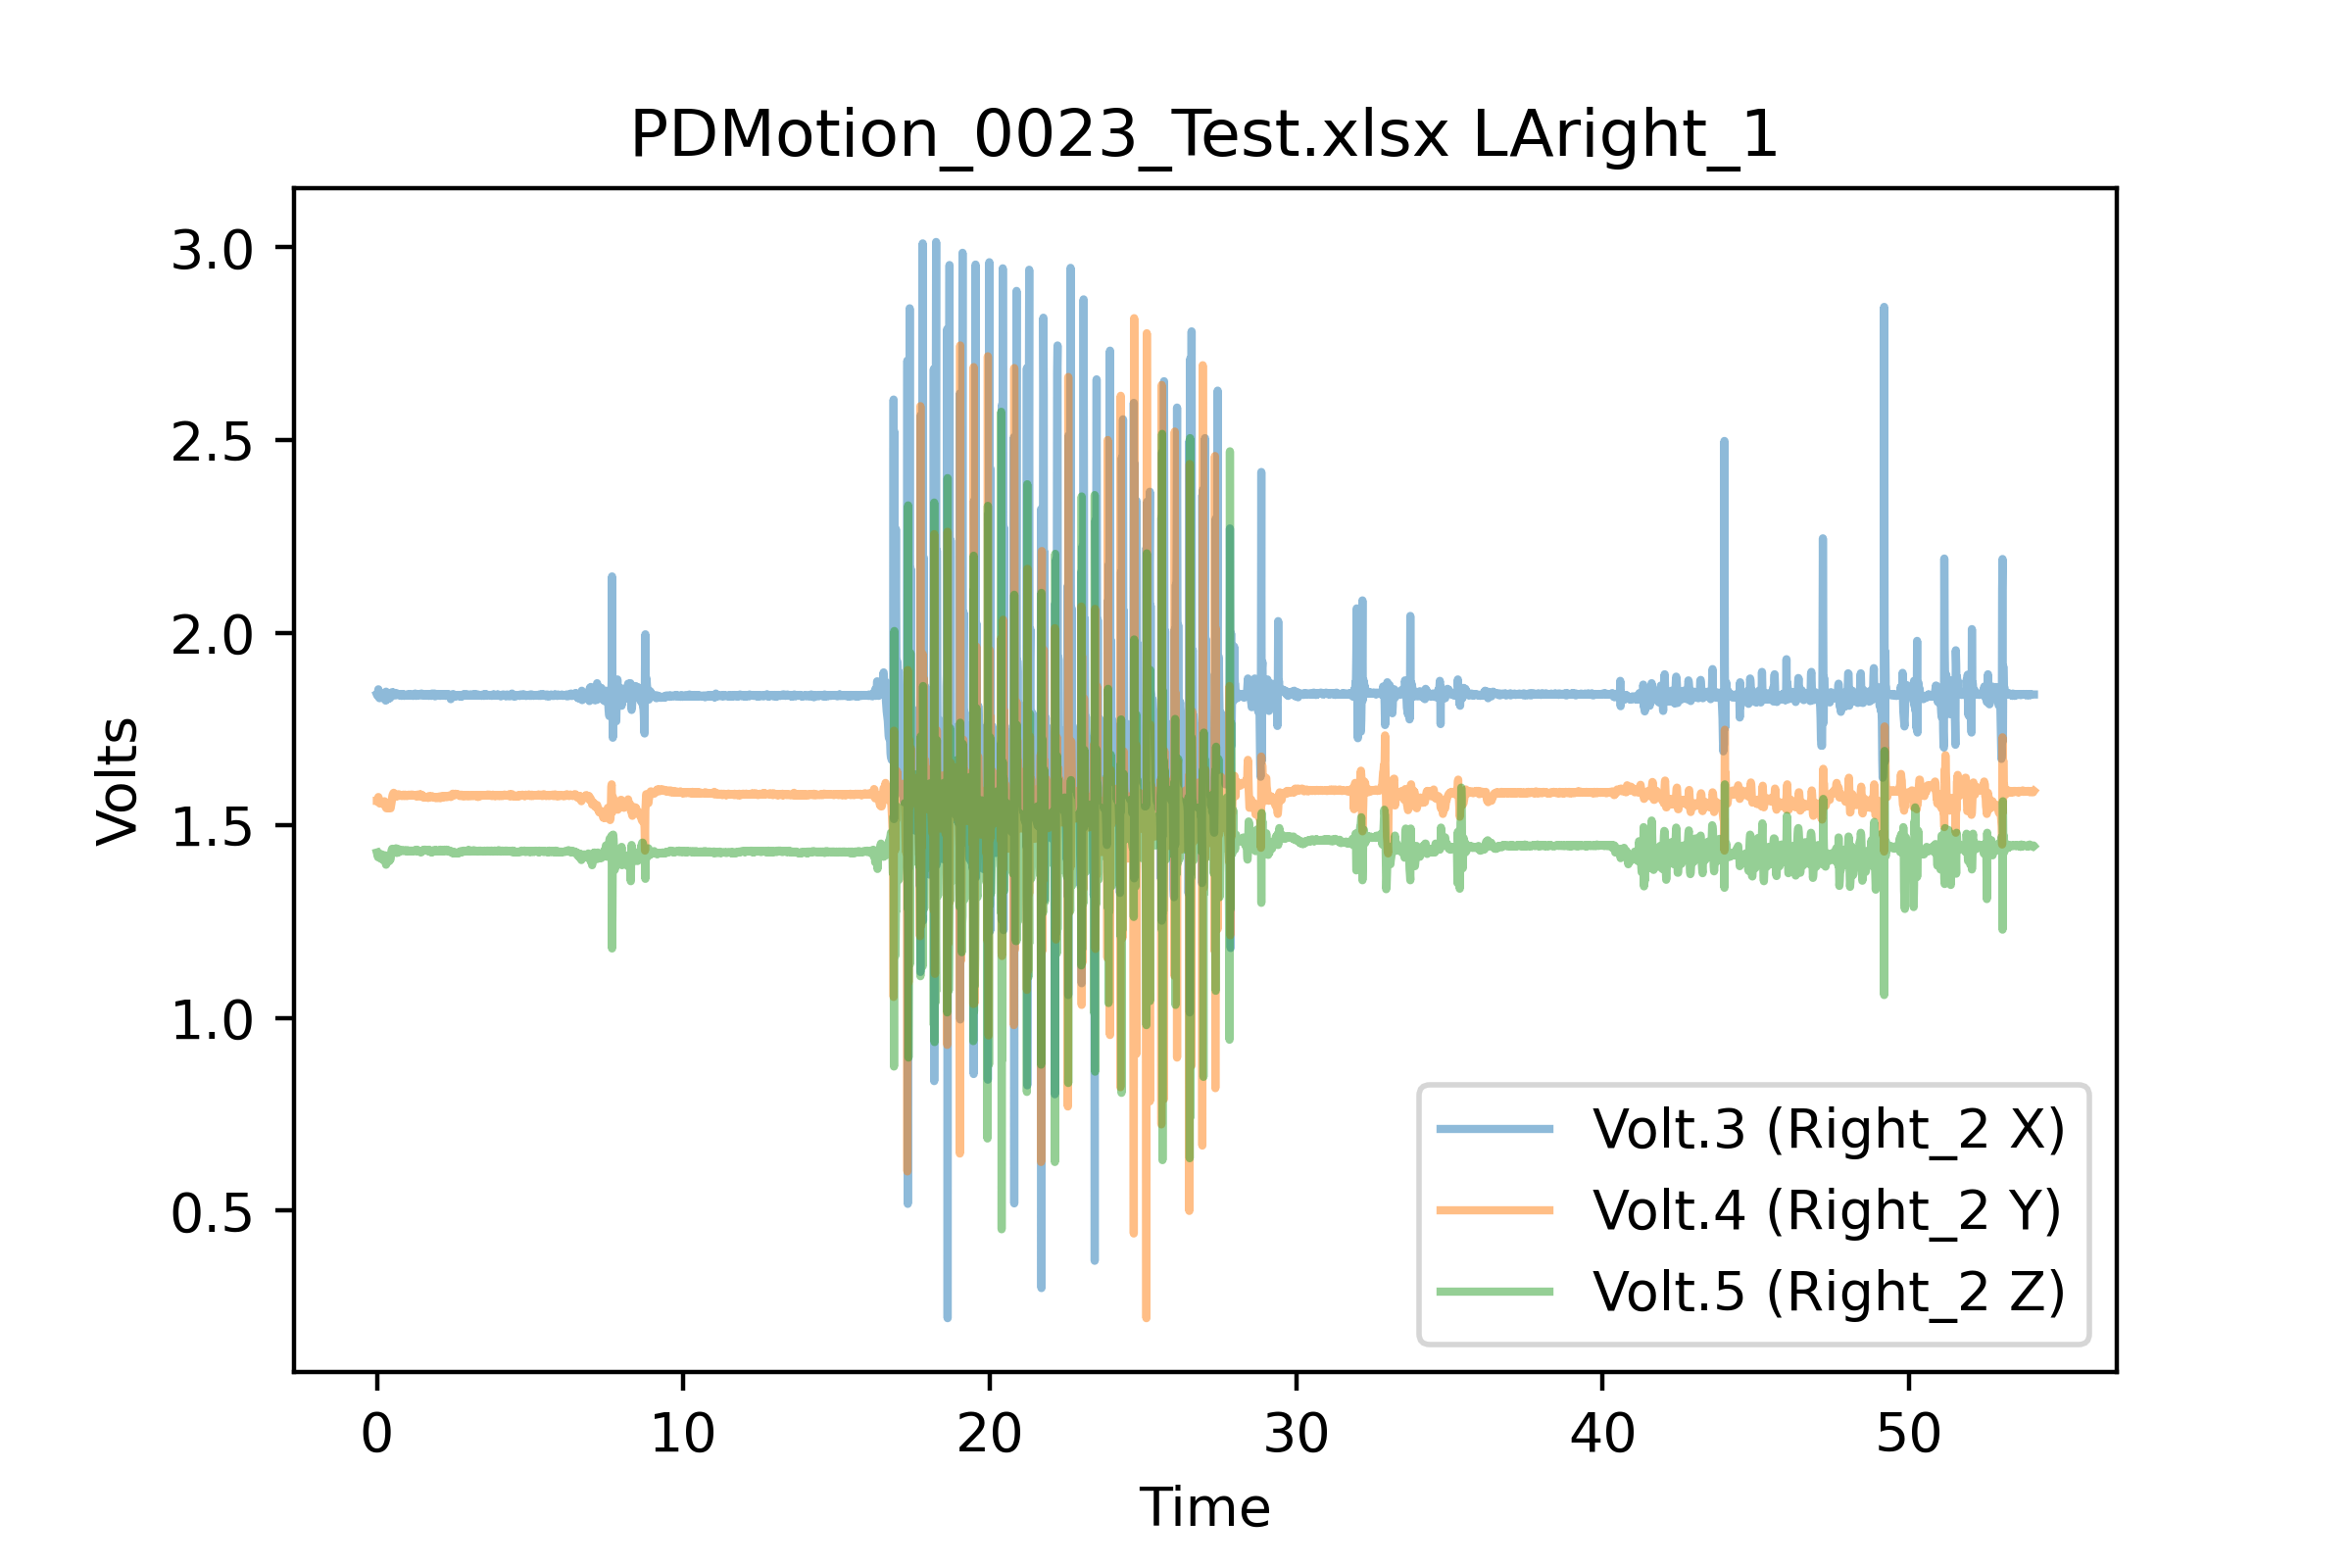 PDMotion_0023_Test.xlsx LAright_1
3.0
2.5
2.0
1.5
1.0
0.5
Volts
Volt.3 (Right_2 X)
Volt.4 (Right_2 Y)
Volt.5 (Right_2 Z)
0 10 20 30 40 50
Time